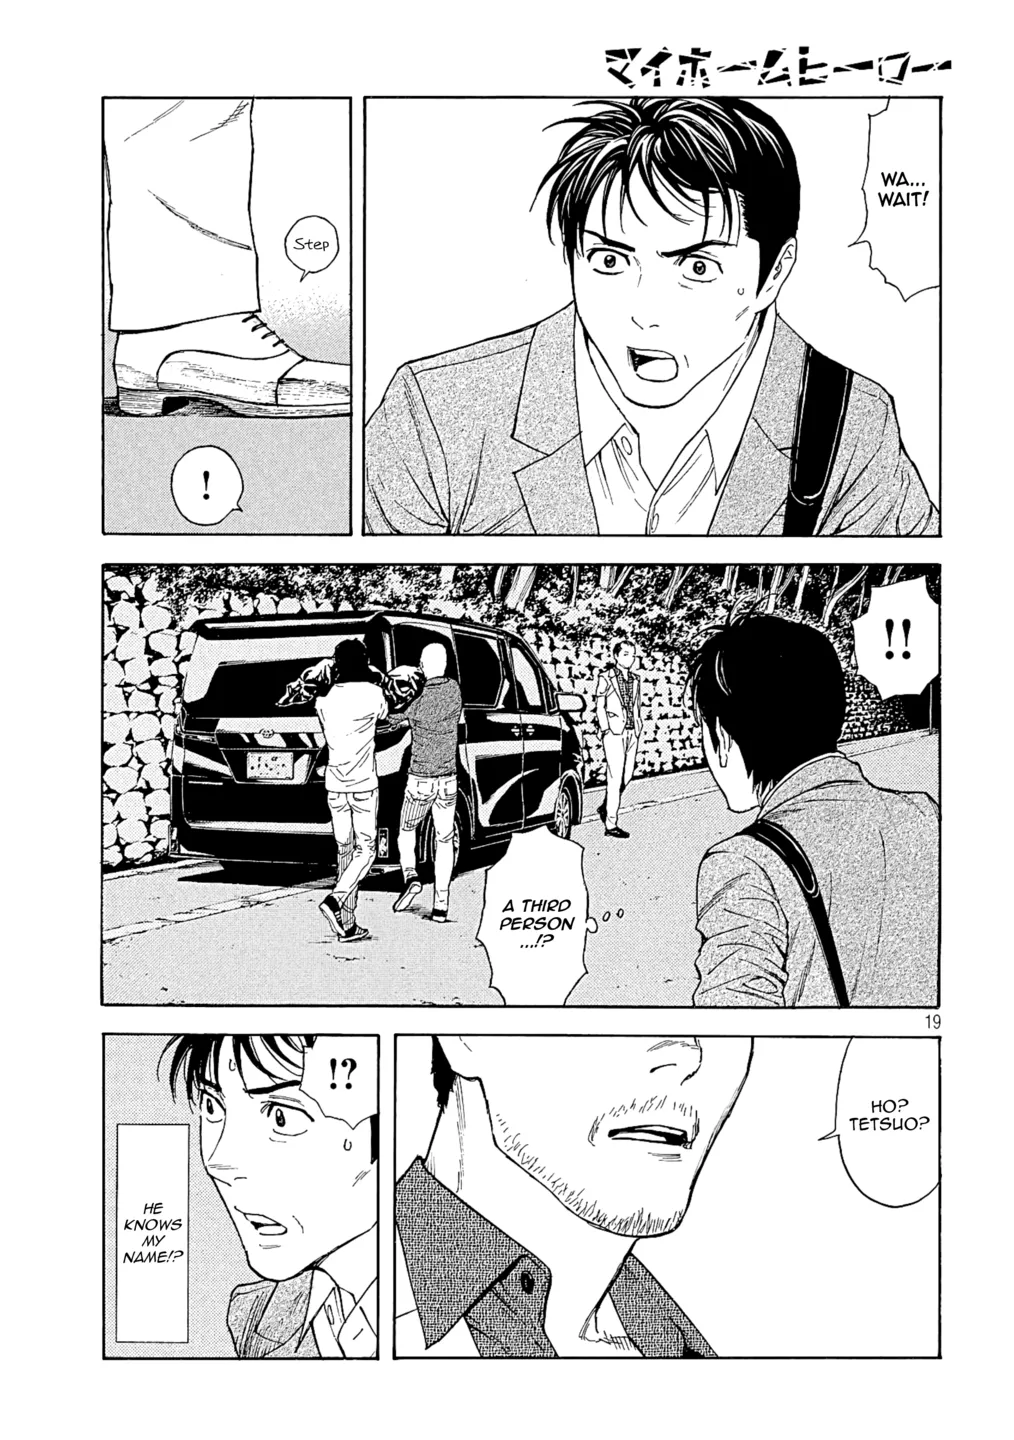 マイホームヒーロー
WA...
WAIT!
Step
!
!!
A THIRD
PERSON
...!?
19
HO?
TETSUO?
!?
HE
KNOWS
MY
NAME!?